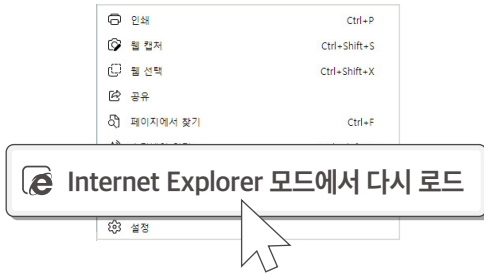 인쇄 Ctrl+P
웹 캡처 Ctrl+Shift+S
웹 선택 Ctrl+Shift+X
공유
페이지에서 찾기 Ctrl+F
Internet Explorer 모드에서 다시 로드
설정